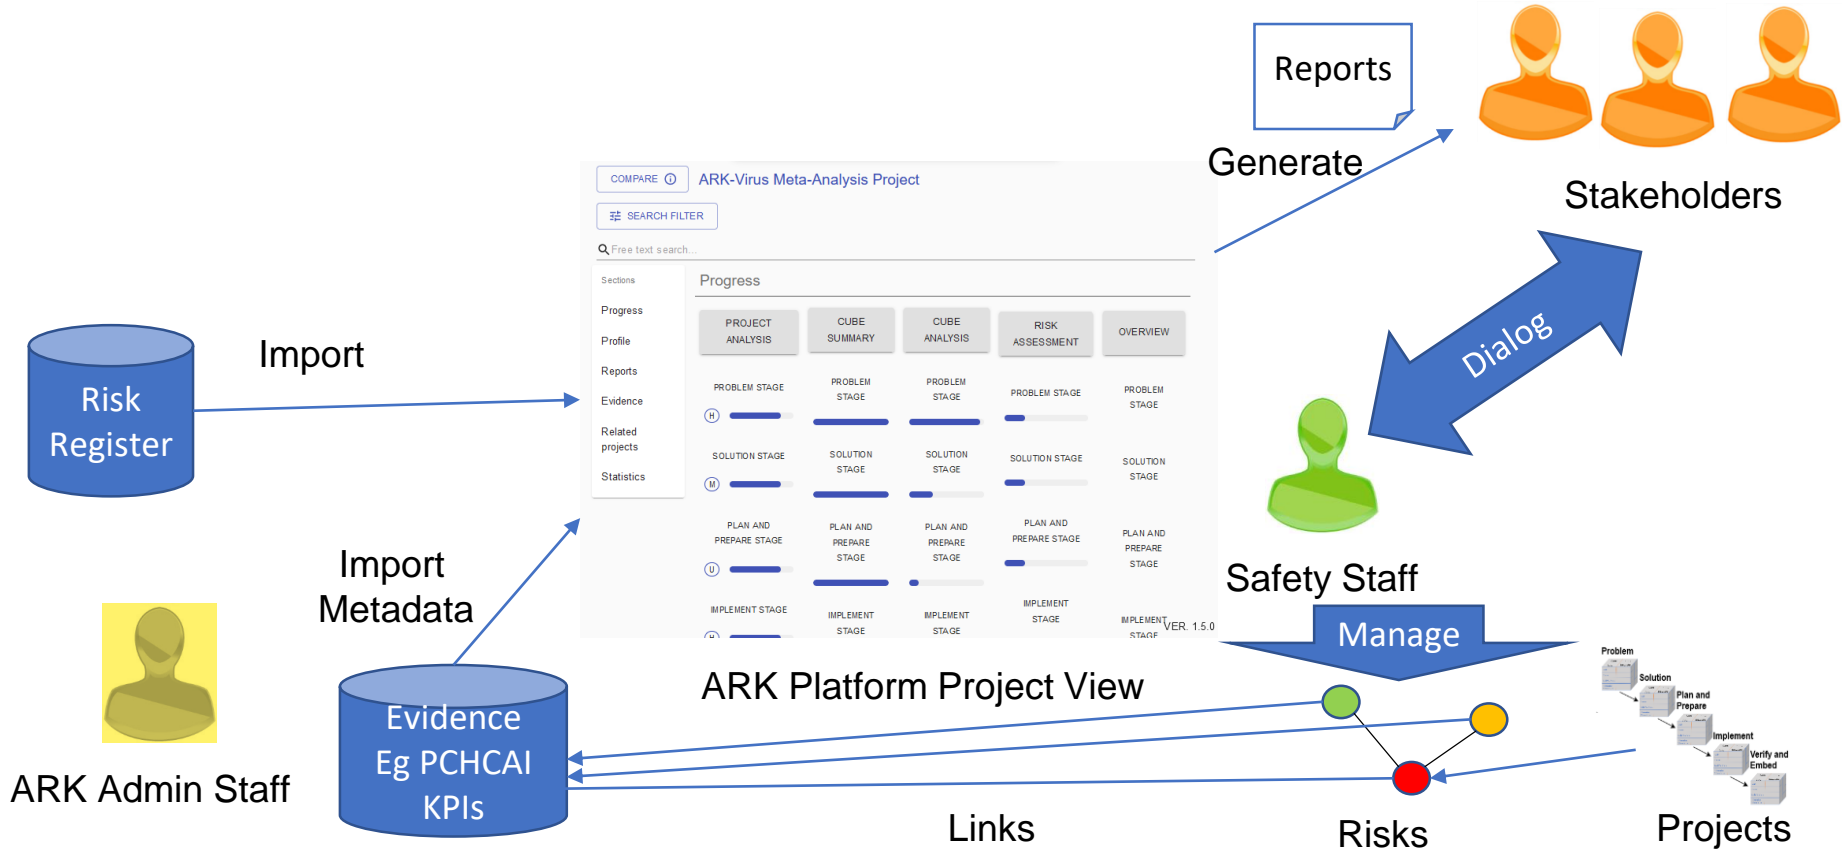 Reports
Generate
Stakeholders
COMPARE
ARK-Virus Meta-Analysis Project
SEARCH FILTER
Free text search...
Sections
Progress
Profile
Reports
Evidence
Related
projects
Statistics
Progress
PROJECT
ANALYSIS
CUBE
SUMMARY
CUBE
ANALYSIS
RISK
ASSESSMENT
OVERVIEW
PROBLEM STAGE
H
PROBLEM
STAGE
PROBLEM
STAGE
PROBLEM STAGE
PROBLEM
STAGE
SOLUTION STAGE
M
SOLUTION
STAGE
SOLUTION
STAGE
SOLUTION STAGE
SOLUTION
STAGE
PLAN AND
PREPARE STAGE
U
PLAN AND
PREPARE
STAGE
PLAN AND
PREPARE
STAGE
PLAN AND
PREPARE STAGE
PLAN AND
PREPARE
STAGE
IMPLEMENT STAGE
IMPLEMENT
STAGE
IMPLEMENT
STAGE
IMPLEMENT
STAGE
IMPLEMENT
STAGE
VER. 1.5.0
ARK Platform Project View
Risk
Register
Import
Import
Metadata
ARK Admin Staff
Evidence
Eg PCHCAI
KPIs
Dialog
Safety Staff
Manage
Links
Risks
Problem
Solution
Plan and
Prepare
Implement
Verify and
Embed
Projects